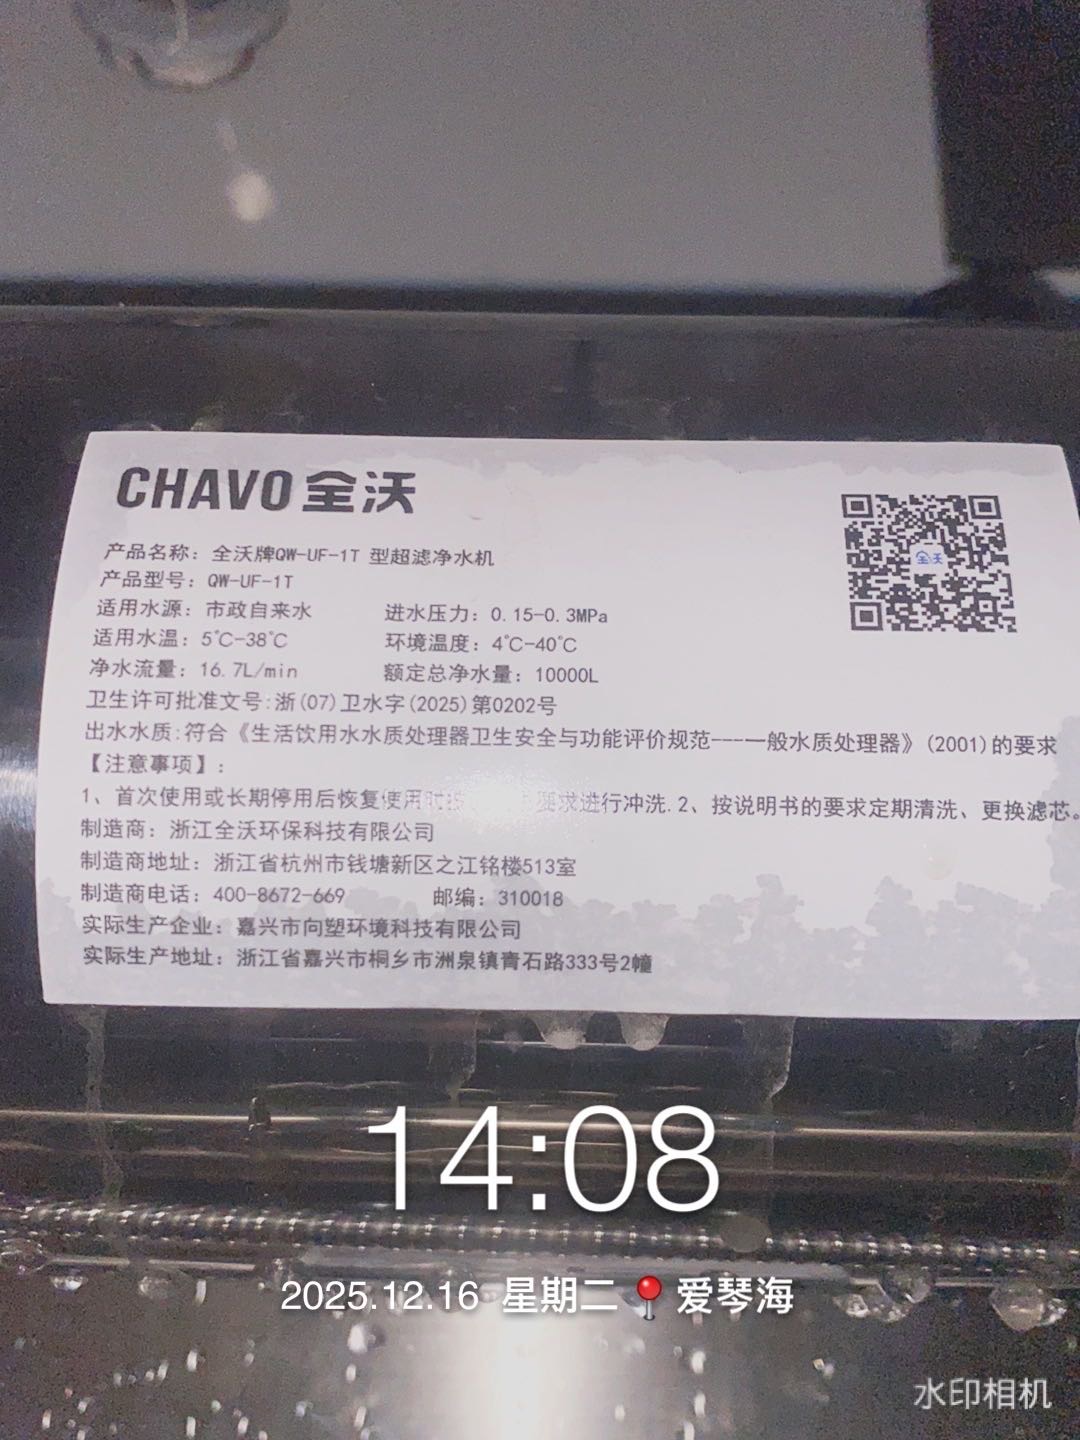 CHAVO 全沃
全沃
产品名称：全沃牌QW-UF-1T 型超滤净水机
产品型号：QW-UF-1T
适用水源：市政自来水 进水压力：0.15-0.3MPa
适用水温：5℃-38℃ 环境温度：4℃-40℃
净水流量：16.7L/min 额定总净水量：10000L
卫生许可批准文号:浙(07)卫水字(2025)第0202号
出水水质:符合《生活饮用水水质处理器卫生安全与功能评价规范---一般水质处理器》(2001)的要求
【注意事项】:
1、首次使用或长期停用后恢复使用时按 要求进行冲洗.2、按说明书的要求定期清洗、更换滤芯。
制造商：浙江全沃环保科技有限公司
制造商地址：浙江省杭州市钱塘新区之江铭楼513室
制造商电话：400-8672-669 邮编：310018
实际生产企业：嘉兴市向塑环境科技有限公司
实际生产地址：浙江省嘉兴市桐乡市洲泉镇青石路333号2幢
14:08
2025.12.16 星期二 爱琴海
水印相机